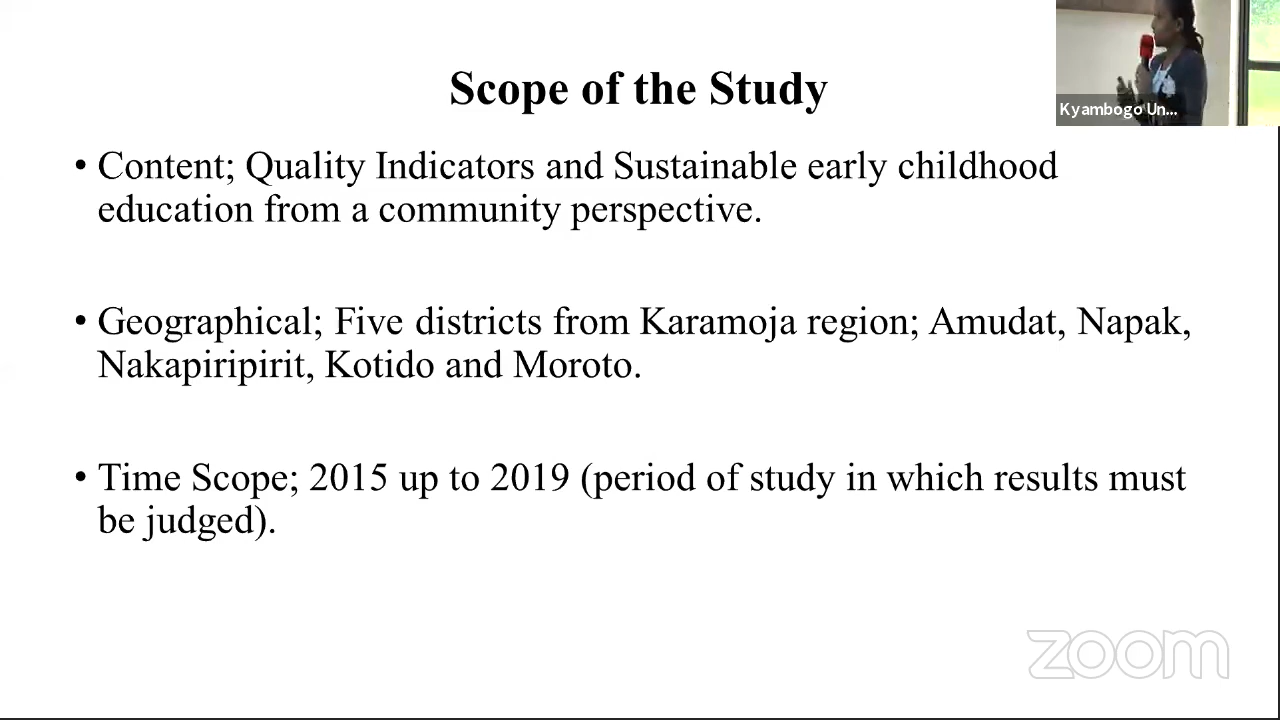 Scope of the Study
Kyambogo Un...
• Content; Quality Indicators and Sustainable early childhood
education from a community perspective.
• Geographical; Five districts from Karamoja region; Amudat, Napak,
Nakapiripirit, Kotido and Moroto.
• Time Scope; 2015 up to 2019 (period of study in which results must
be judged).
zoom